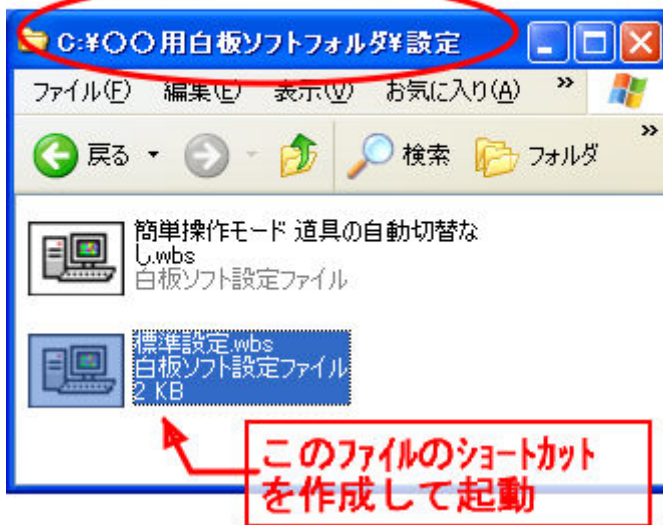 C:¥〇〇用白板ソフトフォルダ¥設定
ファイル(F) 編集(E) 表示(V) お気に入り(A) »
戻る 検索 フォルダ »
簡単操作モード 道具の自動切替な
し.wbs
白板ソフト設定ファイル
標準設定.wbs
白板ソフト設定ファイル
2 KB
このファイルのショートカット
を作成して起動